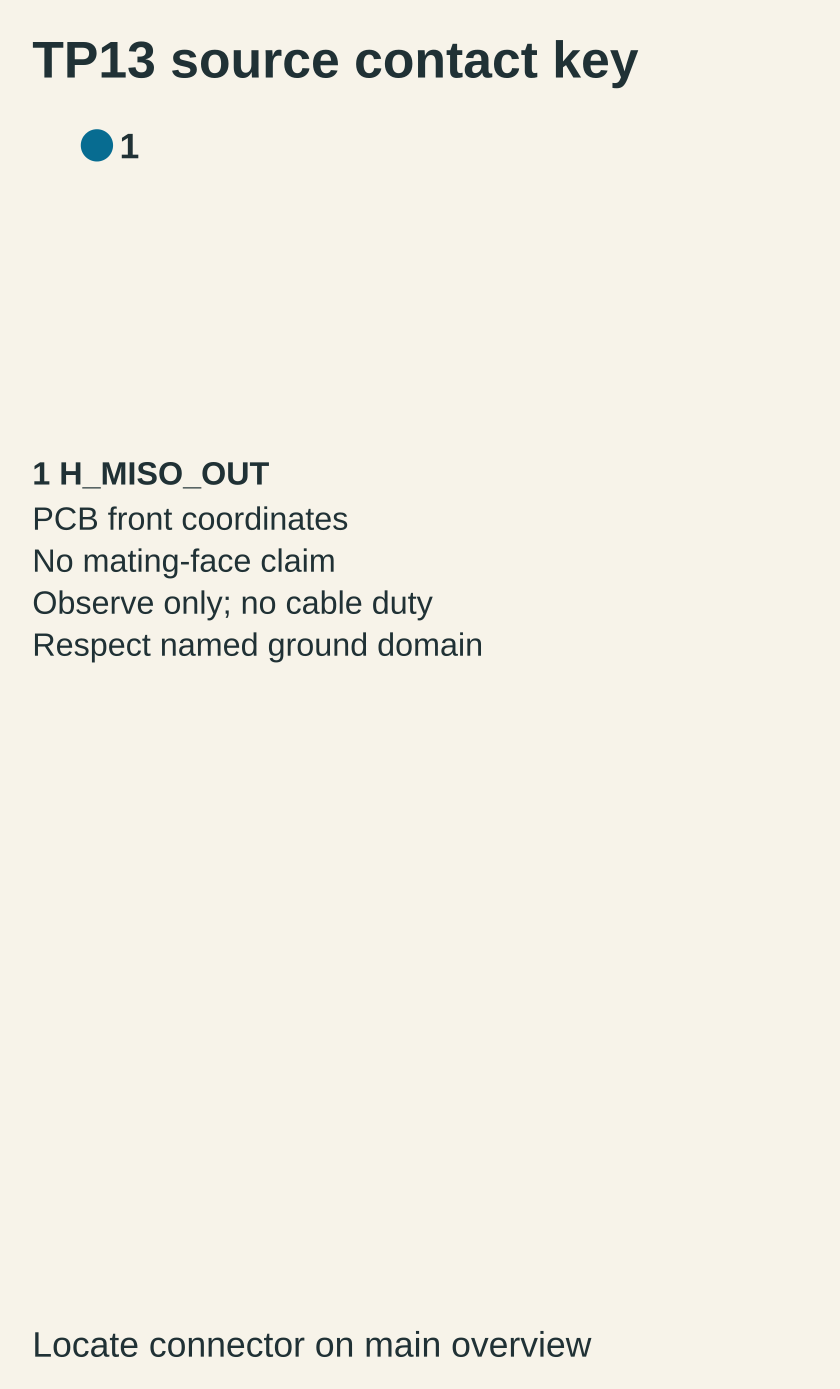 TP13 source contact key
1
1 H_MISO_OUT
PCB front coordinates
No mating-face claim
Observe only; no cable duty
Respect named ground domain
Locate connector on main overview